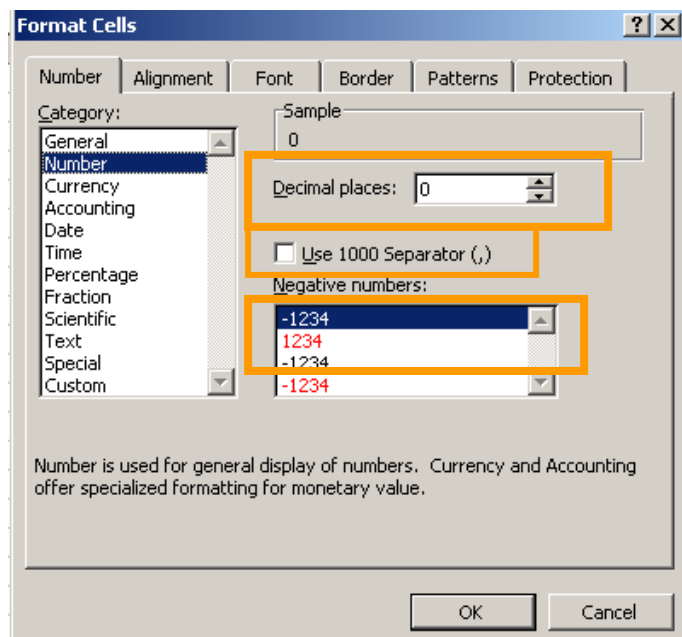 Format Cells
Number Alignment Font Border Patterns Protection
Category:
General
Number
Currency
Accounting
Date
Time
Percentage
Fraction
Scientific
Text
Special
Custom
Sample
0
Decimal places: 0
Use 1000 Separator (,)
Negative numbers:
-1234
1234
-1234
-1234
Number is used for general display of numbers. Currency and Accounting
offer specialized formatting for monetary value.
OK Cancel